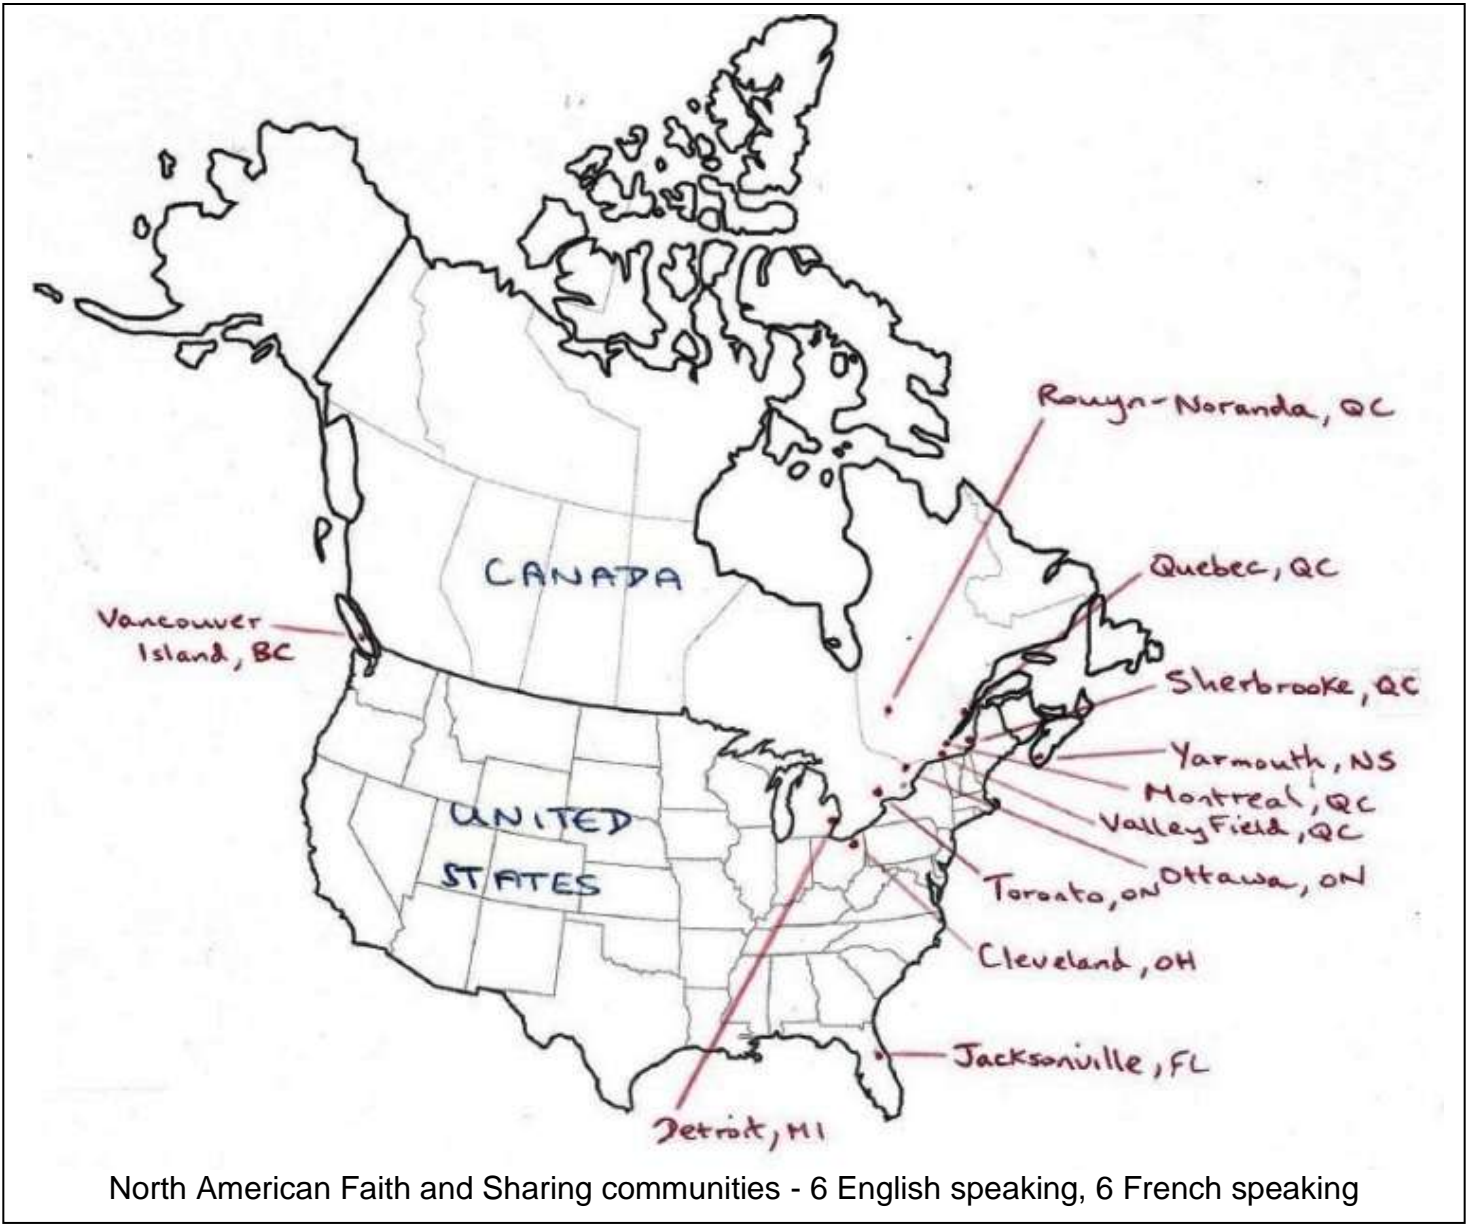 Rouyn-Noranda, QC
Quebec, QC
CANADA
Vancouver
Island, BC
Sherbrooke, QC
Yarmouth, NS
Montreal, QC
Valleyfield, QC
UNITED
STATES
Ottawa, ON
Toronto, ON
Cleveland, OH
Jacksonville, FL
Detroit, MI
North American Faith and Sharing communities - 6 English speaking, 6 French speaking